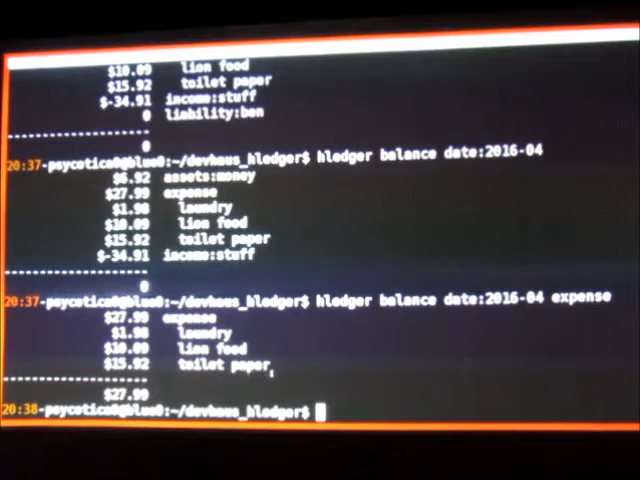 $10.09 lion food
$15.92 toilet paper
$-34.91 income:stuff
0 liability:ben
--------------------
0
20:37-psycotica0@blue0:~/devhaus_hledger$ hledger balance date:2016-04
$6.92 assets:money
$27.99 expense
$1.98 laundry
$10.09 lion food
$15.92 toilet paper
$-34.91 income:stuff
--------------------
0
20:37-psycotica0@blue0:~/devhaus_hledger$ hledger balance date:2016-04 expense
$27.99 expense
$1.98 laundry
$10.09 lion food
$15.92 toilet paper
--------------------
$27.99
20:38-psycotica0@blue0:~/devhaus_hledger$